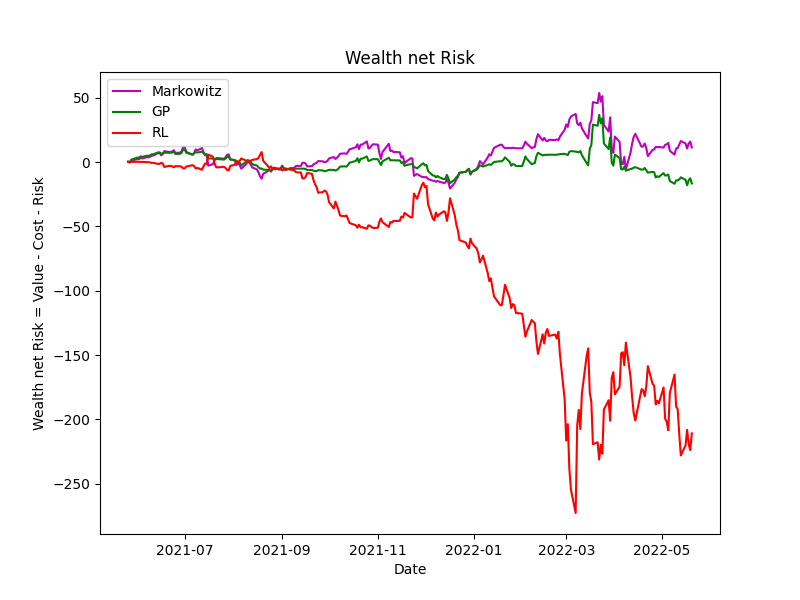 Wealth net Risk
Markowitz
GP
RL
50
0
−50
−100
−150
−200
−250
Wealth net Risk = Value - Cost - Risk
2021-07
2021-09
2021-11
2022-01
2022-03
2022-05
Date